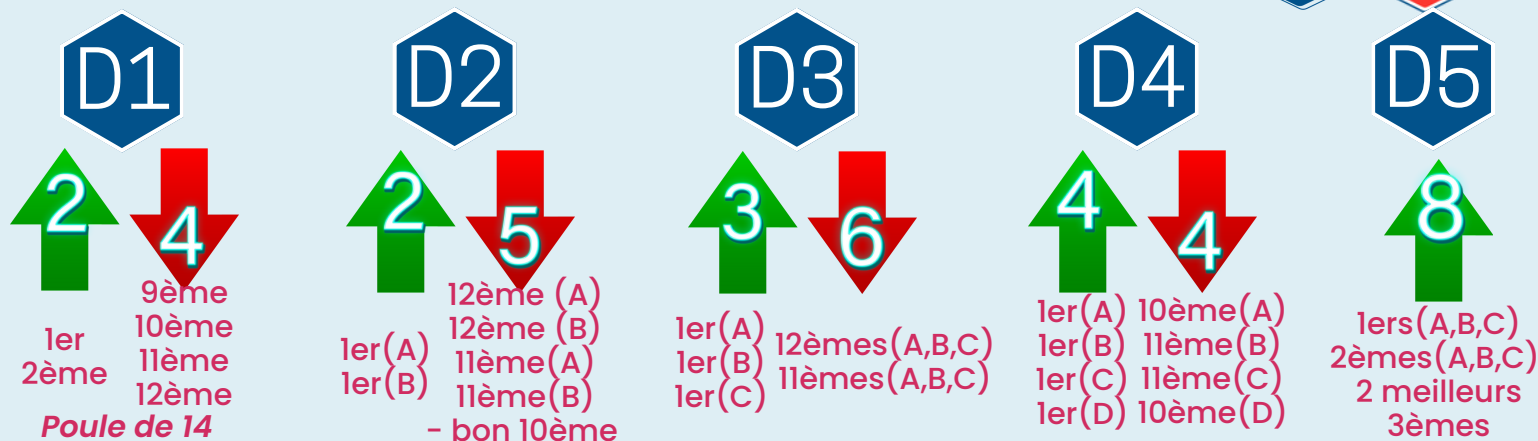 D1
2
4
1er
2ème
9ème
10ème
11ème
12ème
Poule de 14
D2
2
5
1er(A)
1er(B)
12ème (A)
12ème (B)
11ème(A)
11ème(B)
- bon 10ème
D3
3
6
1er(A)
1er(B)
1er(C)
12èmes(A,B,C)
11èmes(A,B,C)
D4
4
4
1er(A)
1er(B)
1er(C)
1er(D)
10ème(A)
11ème(B)
11ème(C)
10ème(D)
D5
8
1ers(A,B,C)
2èmes(A,B,C)
2 meilleurs
3èmes